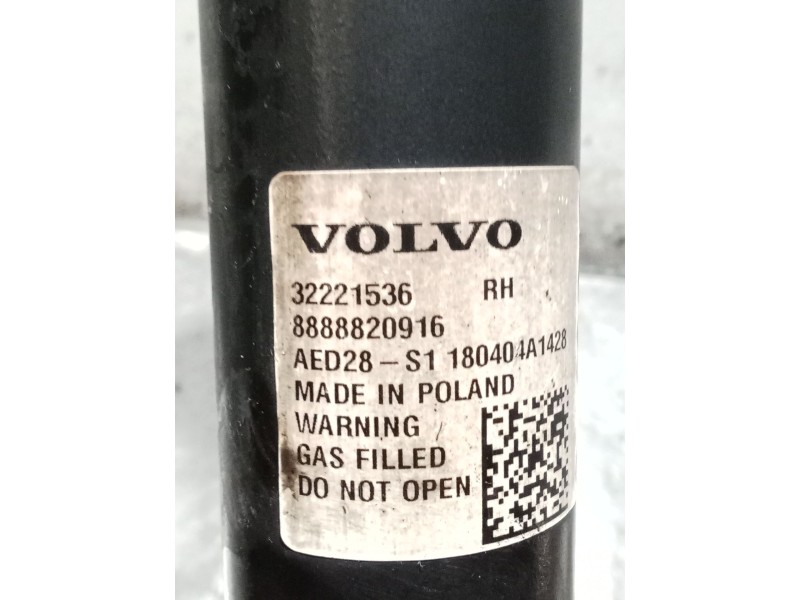 VOLVO
32221536 RH
8888820916
AED28-S1 180404A1428
MADE IN POLAND
WARNING
GAS FILLED
DO NOT OPEN